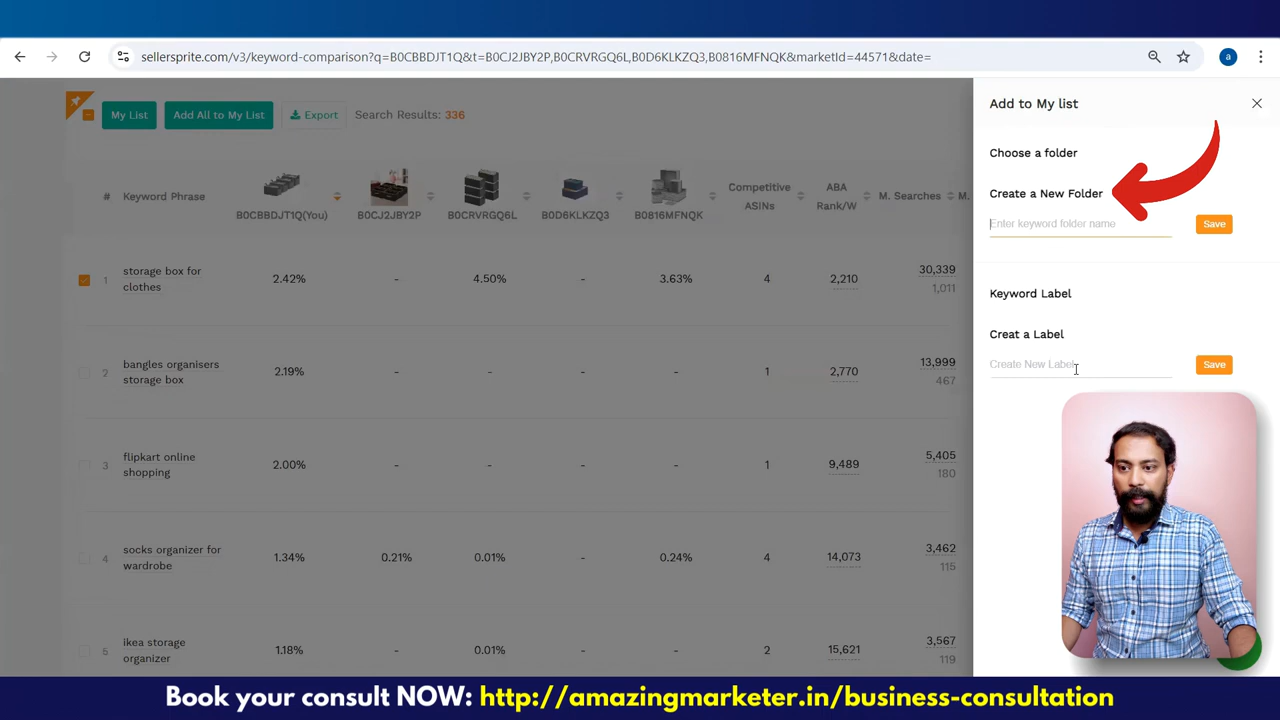 sellersprite.com/v3/keyword-comparison?q=B0CBBDJT1Q&t=B0CJ2JBY2P,B0CRVRGQ6L,B0D6KLKZQ3,B0816MFNQK&marketId=44571&date=
a
My List
Add All to My List
Export
Search Results: 336
# Keyword Phrase B0CBBDJT1Q(You) B0CJ2JBY2P B0CRVRGQ6L B0D6KLKZQ3 B0816MFNQK Competitive ASINs ABA Rank/W M. Searches M.
1 storage box for clothes 2.42% - 4.50% - 3.63% 4 2,210 30,339 1,011
2 bangles organisers storage box 2.19% - - - - 1 2,770 13,999 467
3 flipkart online shopping 2.00% - - - - 1 9,489 5,405 180
4 socks organizer for wardrobe 1.34% 0.21% 0.01% - 0.24% 4 14,073 3,462 115
5 ikea storage organizer 1.18% - 0.01% - - 2 15,621 3,567 119
Add to My list
Choose a folder
Create a New Folder
Enter keyword folder name Save
Keyword Label
Creat a Label
Create New Label Save
Book your consult NOW: http://amazingmarketer.in/business-consultation